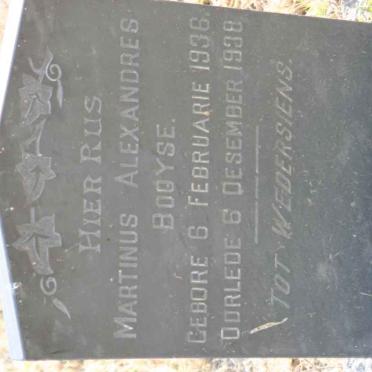 HIER RUS
MARTINUS ALEXANDRES
BOOYSE.
GEBORE 6 FEBRUARIE 1936.
OORLEDE 6 DESEMBER 1938
TOT WEDERSIENS.